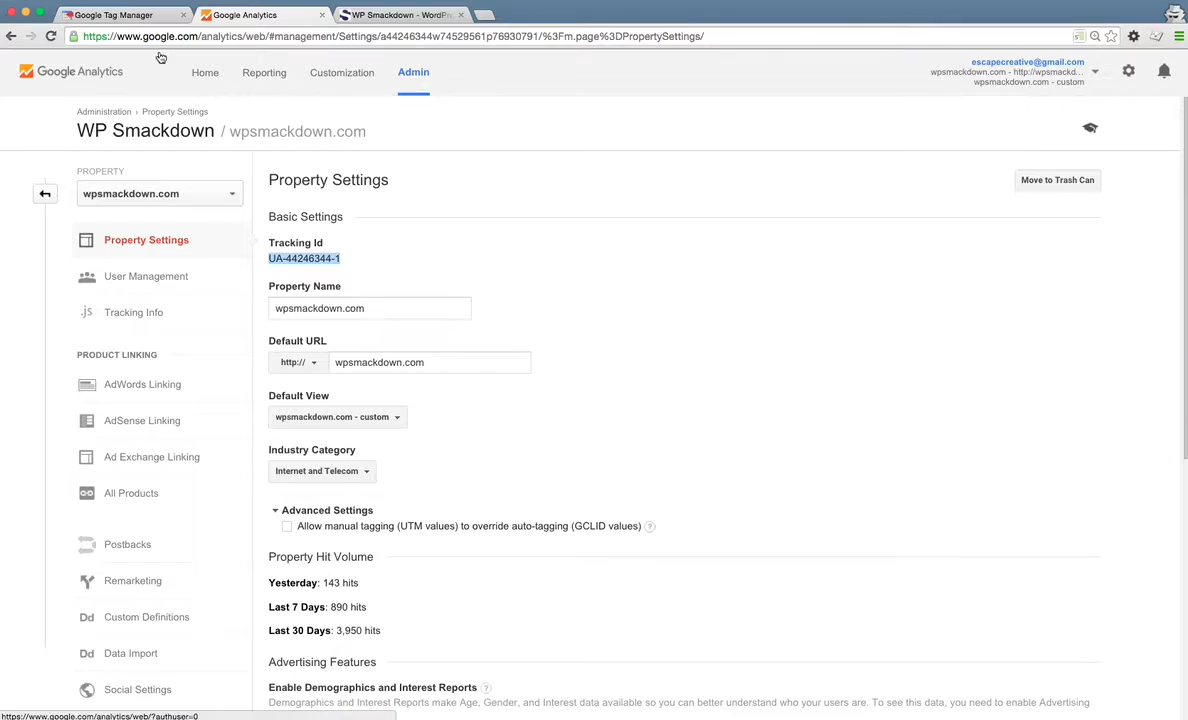 Google Tag Manager
Google Analytics
WP Smackdown - WordPr
https://www.google.com/analytics/web/#management/Settings/a44246344w74529561p76930791/%3Fm.page%3DPropertySettings/
Google Analytics
Home
Reporting
Customization
Admin
escapecreative@gmail.com
wpsmackdown.com - http://wpsmackd...
wpsmackdown.com - custom
Administration › Property Settings
WP Smackdown / wpsmackdown.com
PROPERTY
wpsmackdown.com
Property Settings
User Management
.js Tracking Info
PRODUCT LINKING
AdWords Linking
AdSense Linking
Ad Exchange Linking
All Products
Postbacks
Remarketing
Dd Custom Definitions
Dd Data Import
Social Settings
Property Settings
Move to Trash Can
Basic Settings
Tracking Id
UA-44246344-1
Property Name
wpsmackdown.com
Default URL
http:// wpsmackdown.com
Default View
wpsmackdown.com - custom
Industry Category
Internet and Telecom
Advanced Settings
Allow manual tagging (UTM values) to override auto-tagging (GCLID values) ?
Property Hit Volume
Yesterday: 143 hits
Last 7 Days: 890 hits
Last 30 Days: 3,950 hits
Advertising Features
Enable Demographics and Interest Reports ?
Demographics and Interest Reports make Age, Gender, and Interest data available so you can better understand who your users are. To see this data, you need to enable Advertising
https://www.google.com/analytics/web/?authuser=0